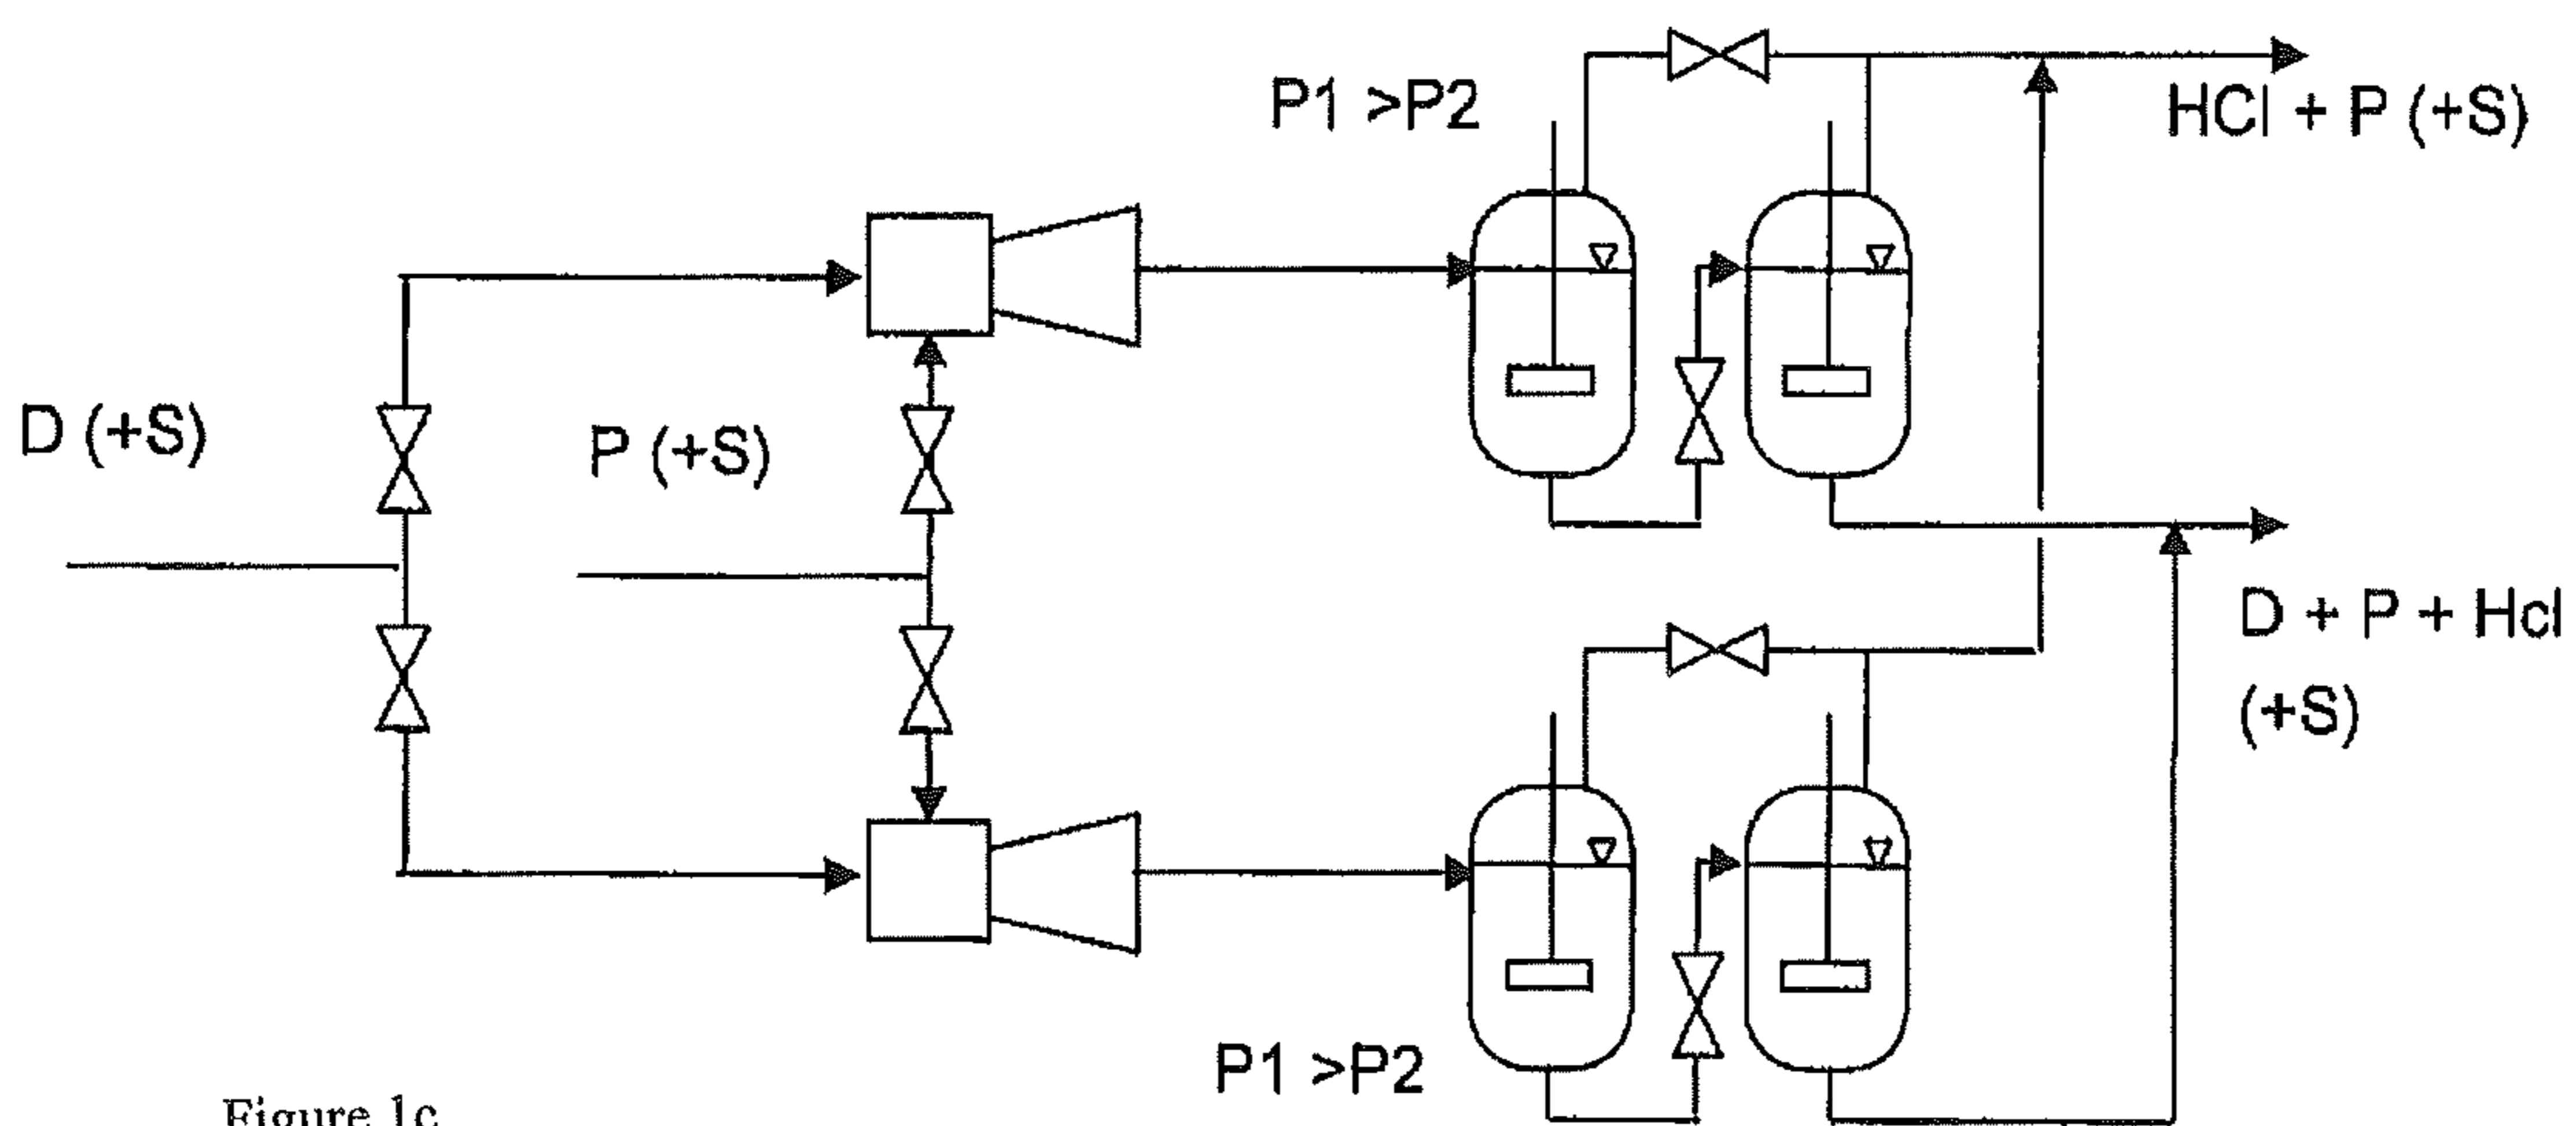 P1 >P2
HCl + P (+S)
D (+S)
P (+S)
D + P + Hcl
(+S)
P1 >P2
Figure 1c